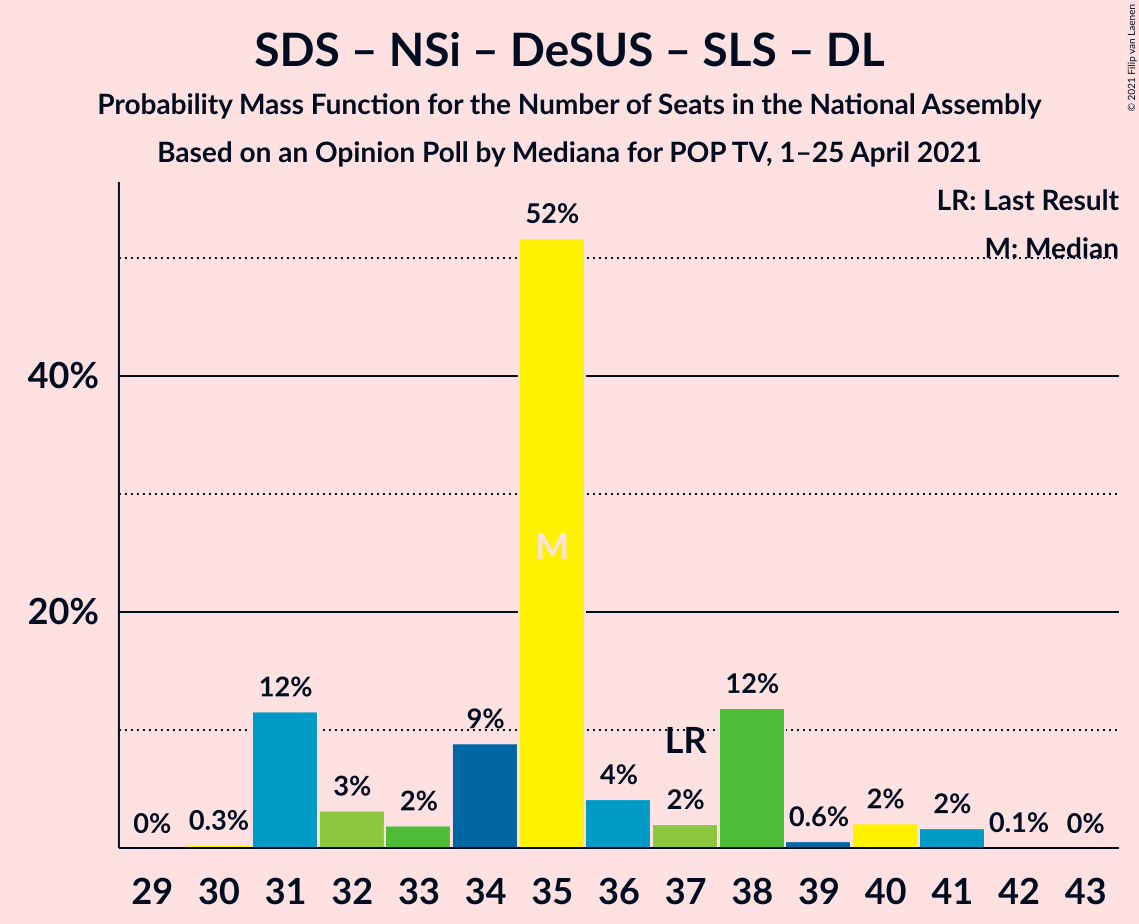 SDS – NSi – DeSUS – SLS – DL
Probability Mass Function for the Number of Seats in the National Assembly
Based on an Opinion Poll by Mediana for POP TV, 1–25 April 2021
© 2021 Filip van Laenen
LR: Last Result
M: Median
52%
40%
M
20%
12%
12%
9%
LR
4%
3%
2%
2%
2%
2%
0%
0.3%
0.6%
0.1%
0%
29 30 31 32 33 34 35 36 37 38 39 40 41 42 43